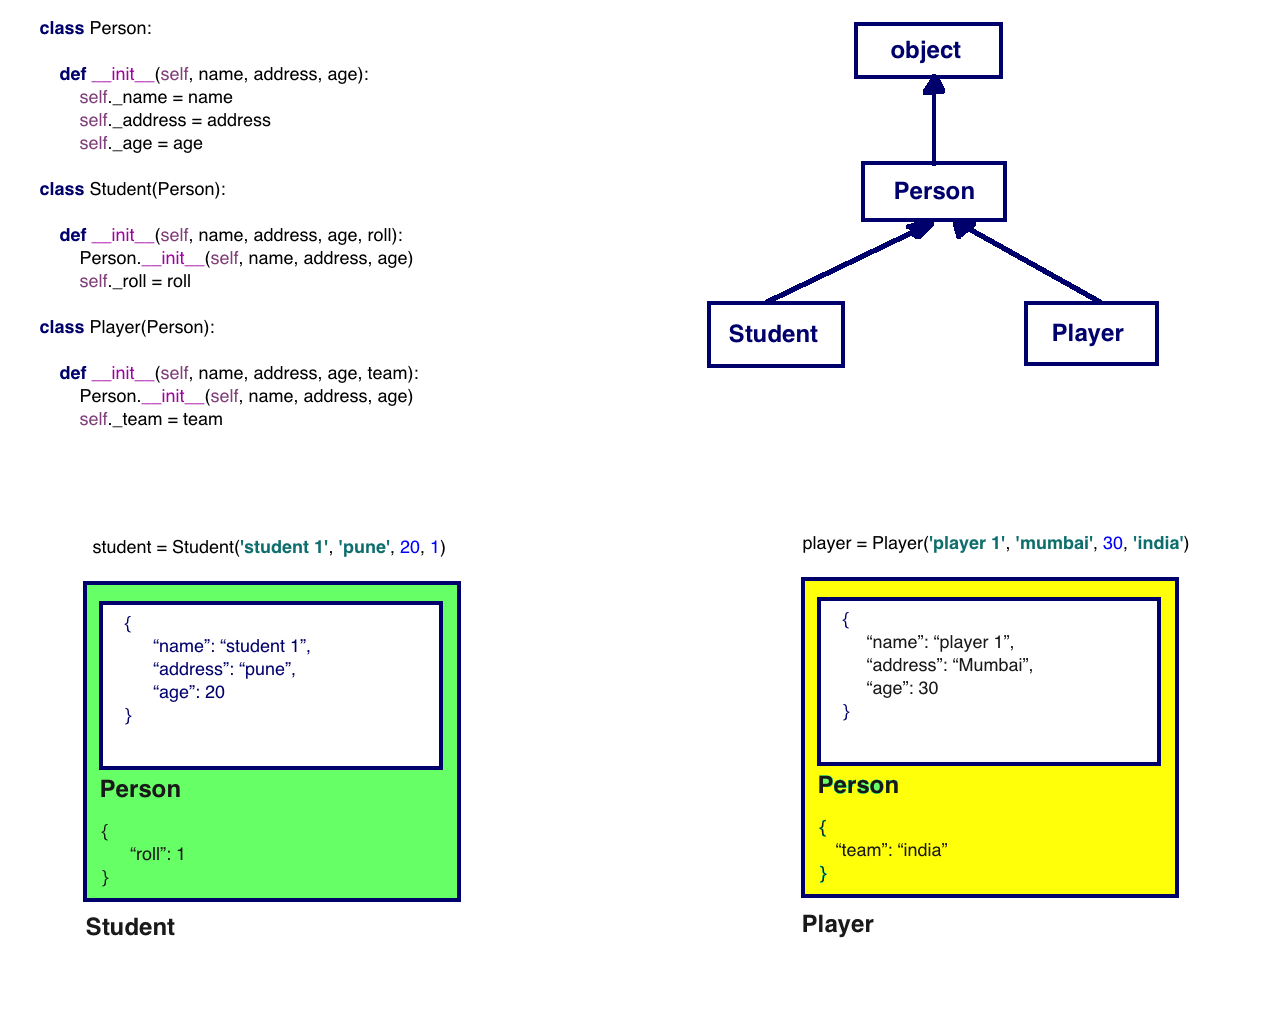 class Person:
def __init__(self, name, address, age):
self._name = name
self._address = address
self._age = age
class Student(Person):
def __init__(self, name, address, age, roll):
Person.__init__(self, name, address, age)
self._roll = roll
class Player(Person):
def __init__(self, name, address, age, team):
Person.__init__(self, name, address, age)
self._team = team
object
Person
Student
Player
student = Student('student 1', 'pune', 20, 1)
{
“name”: “student 1”,
“address”: “pune”,
“age”: 20
}
Person
{
“roll”: 1
}
Student
player = Player('player 1', 'mumbai', 30, 'india')
{
“name”: “player 1”,
“address”: “Mumbai”,
“age”: 30
}
Person
{
“team”: “india”
}
Player